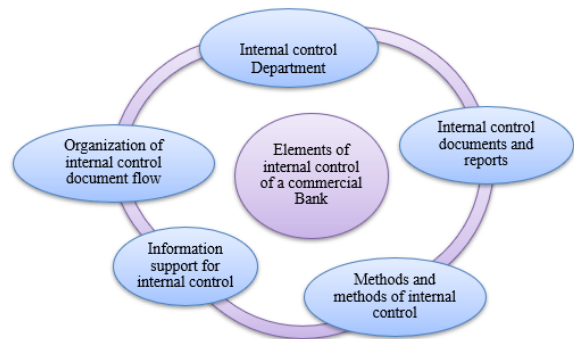 Internal control
Department
Internal control
documents and
reports
Methods and
methods of internal
control
Information
support for
internal control
Organization of
internal control
document flow
Elements of
internal control
of a commercial
Bank